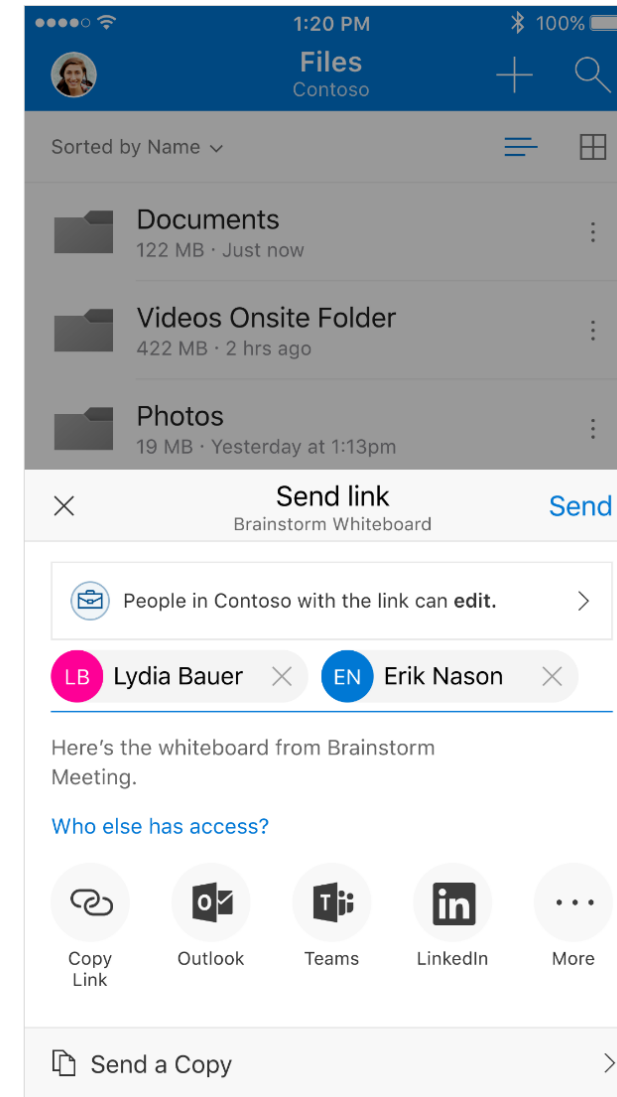 1:20 PM
100%
Files
Contoso
Sorted by Name
Documents
122 MB · Just now
Videos Onsite Folder
422 MB · 2 hrs ago
Photos
19 MB · Yesterday at 1:13pm
Send link
Send
Brainstorm Whiteboard
People in Contoso with the link can edit.
LB Lydia Bauer
EN Erik Nason
Here's the whiteboard from Brainstorm
Meeting.
Who else has access?
Copy
Link
Outlook
Teams
LinkedIn
More
Send a Copy